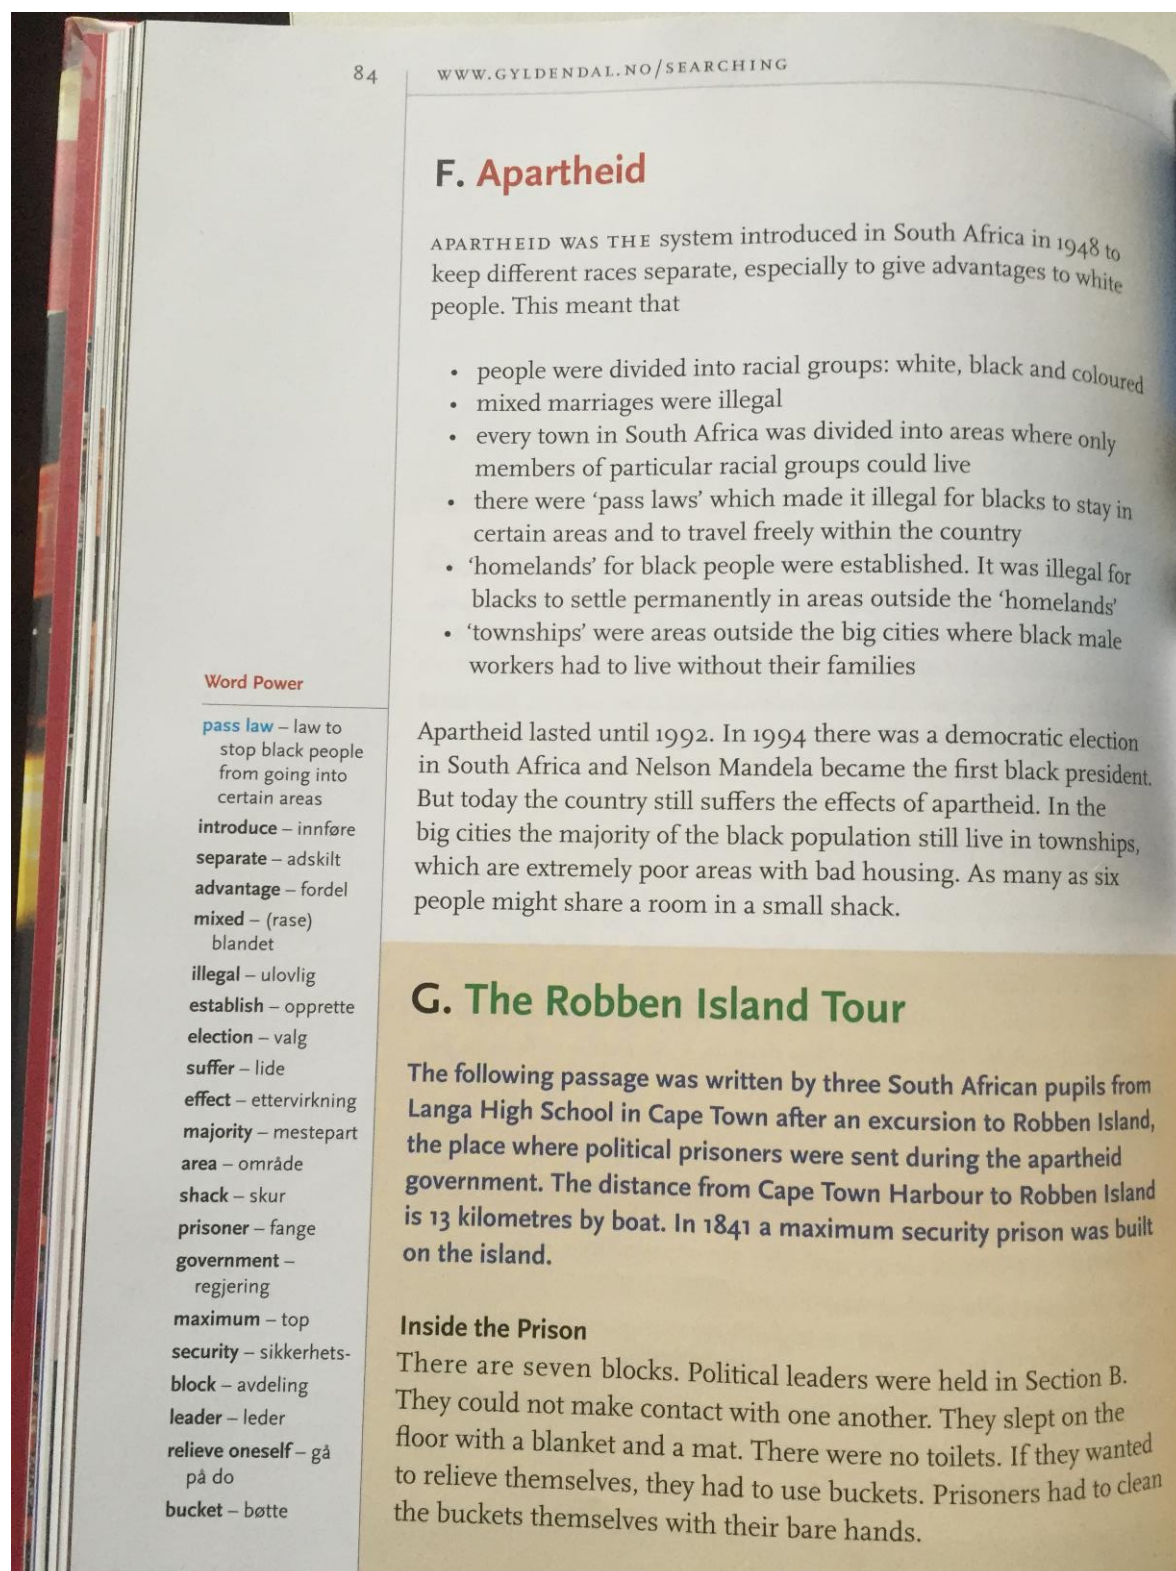 84
WWW.GYLDENDAL.NO/SEARCHING
F. Apartheid
APARTHEID WAS THE system introduced in South Africa in 1948 to
keep different races separate, especially to give advantages to white
people. This meant that
• people were divided into racial groups: white, black and coloured
• mixed marriages were illegal
• every town in South Africa was divided into areas where only
members of particular racial groups could live
• there were ‘pass laws’ which made it illegal for blacks to stay in
certain areas and to travel freely within the country
• ‘homelands’ for black people were established. It was illegal for
blacks to settle permanently in areas outside the ‘homelands’
• ‘townships’ were areas outside the big cities where black male
workers had to live without their families
Apartheid lasted until 1992. In 1994 there was a democratic election
in South Africa and Nelson Mandela became the first black president.
But today the country still suffers the effects of apartheid. In the
big cities the majority of the black population still live in townships,
which are extremely poor areas with bad housing. As many as six
people might share a room in a small shack.
Word Power
pass law – law to
stop black people
from going into
certain areas
introduce – innføre
separate – adskilt
advantage – fordel
mixed – (rase)
blandet
illegal – ulovlig
establish – opprette
election – valg
suffer – lide
effect – ettervirkning
majority – mestepart
area – område
shack – skur
prisoner – fange
government –
regjering
maximum – top
security – sikkerhets-
block – avdeling
leader – leder
relieve oneself – gå
på do
bucket – bøtte
G. The Robben Island Tour
The following passage was written by three South African pupils from
Langa High School in Cape Town after an excursion to Robben Island,
the place where political prisoners were sent during the apartheid
government. The distance from Cape Town Harbour to Robben Island
is 13 kilometres by boat. In 1841 a maximum security prison was built
on the island.
Inside the Prison
There are seven blocks. Political leaders were held in Section B.
They could not make contact with one another. They slept on the
floor with a blanket and a mat. There were no toilets. If they wanted
to relieve themselves, they had to use buckets. Prisoners had to clean
the buckets themselves with their bare hands.